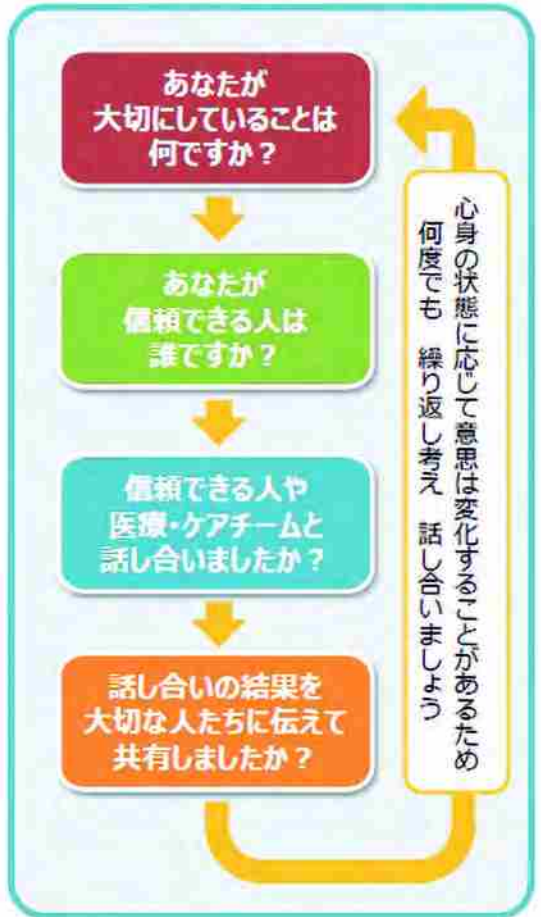 あなたが
大切にしていることは
何ですか？
あなたが
信頼できる人は
誰ですか？
信頼できる人や
医療・ケアチームと
話し合いましたか？
話し合いの結果を
大切な人たちに伝えて
共有しましたか？
心身の状態に応じて意思は変化することがあるため
何度でも　繰り返し考え　話し合いましょう